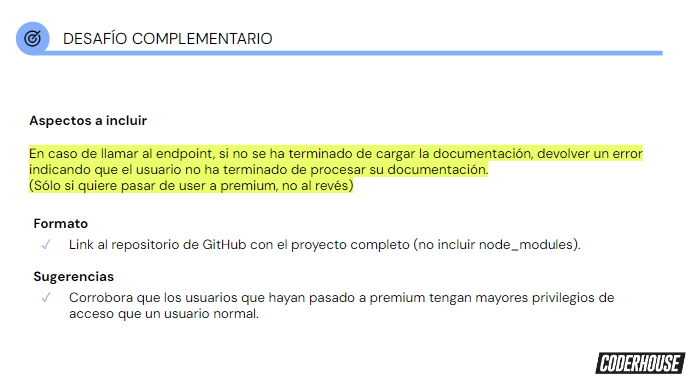 DESAFÍO COMPLEMENTARIO
Aspectos a incluir
En caso de llamar al endpoint, si no se ha terminado de cargar la documentación, devolver un error
indicando que el usuario no ha terminado de procesar su documentación.
(Sólo si quiere pasar de user a premium, no al revés)
Formato
✓ Link al repositorio de GitHub con el proyecto completo (no incluir node_modules).
Sugerencias
✓ Corrobora que los usuarios que hayan pasado a premium tengan mayores privilegios de
acceso que un usuario normal.
CODERHOUSE